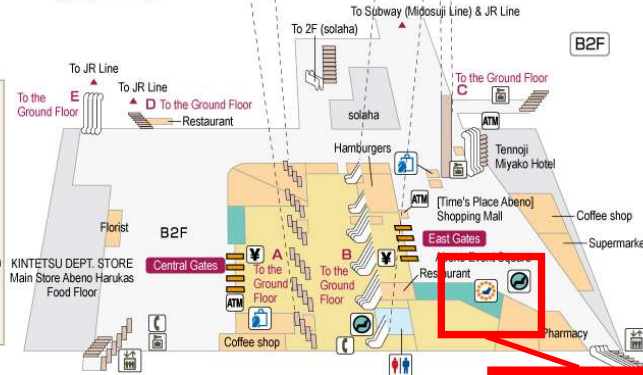 To Subway (Midosuji Line) & JR Line
To 2F (solaha)
B2F
To JR Line
E
To the
Ground Floor
To JR Line
D To the Ground Floor
Restaurant
To the Ground Floor
C
solaha
ATM
Tennoji
Miyako Hotel
Hamburgers
ATM
[Time's Place Abeno]
Shopping Mall
Coffee shop
Supermarke
Florist
B2F
KINTETSU DEPT. STORE
Main Store Abeno Harukas
Food Floor
Central Gates
¥
A
To the
Ground
Floor
B
To the
Ground
Floor
¥
East Gates
Abeno Event Square
Restaurant
ATM
Coffee shop
Pharmacy